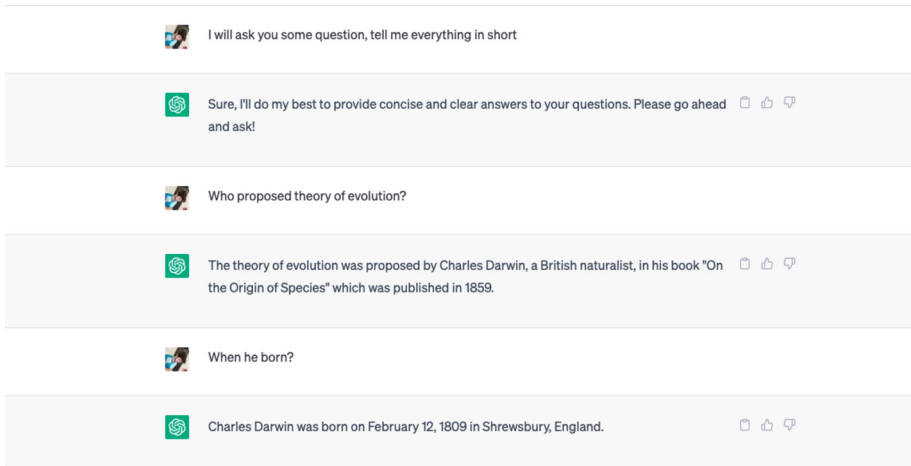 I will ask you some question, tell me everything in short
Sure, I'll do my best to provide concise and clear answers to your questions. Please go ahead
and ask!
Who proposed theory of evolution?
The theory of evolution was proposed by Charles Darwin, a British naturalist, in his book "On
the Origin of Species" which was published in 1859.
When he born?
Charles Darwin was born on February 12, 1809 in Shrewsbury, England.